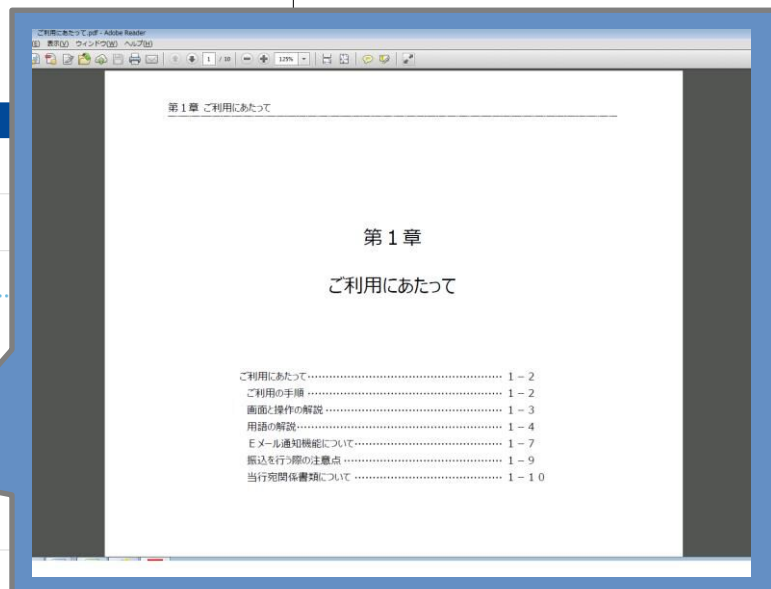 ご利用にあたって.pdf - Adobe Reader
(E) 表示(V) ウインドウ(W) ヘルプ(H)
1 / 10 125%
第1章 ご利用にあたって
第1章
ご利用にあたって
ご利用にあたって…………………………………………… 1－2
ご利用の手順…………………………………………… 1－2
画面と操作の解説…………………………………………… 1－3
用語の解説…………………………………………… 1－4
Eメール通知機能について…………………………………………… 1－7
振込を行う際の注意点…………………………………………… 1－9
当行宛関係書類について…………………………………………… 1－10